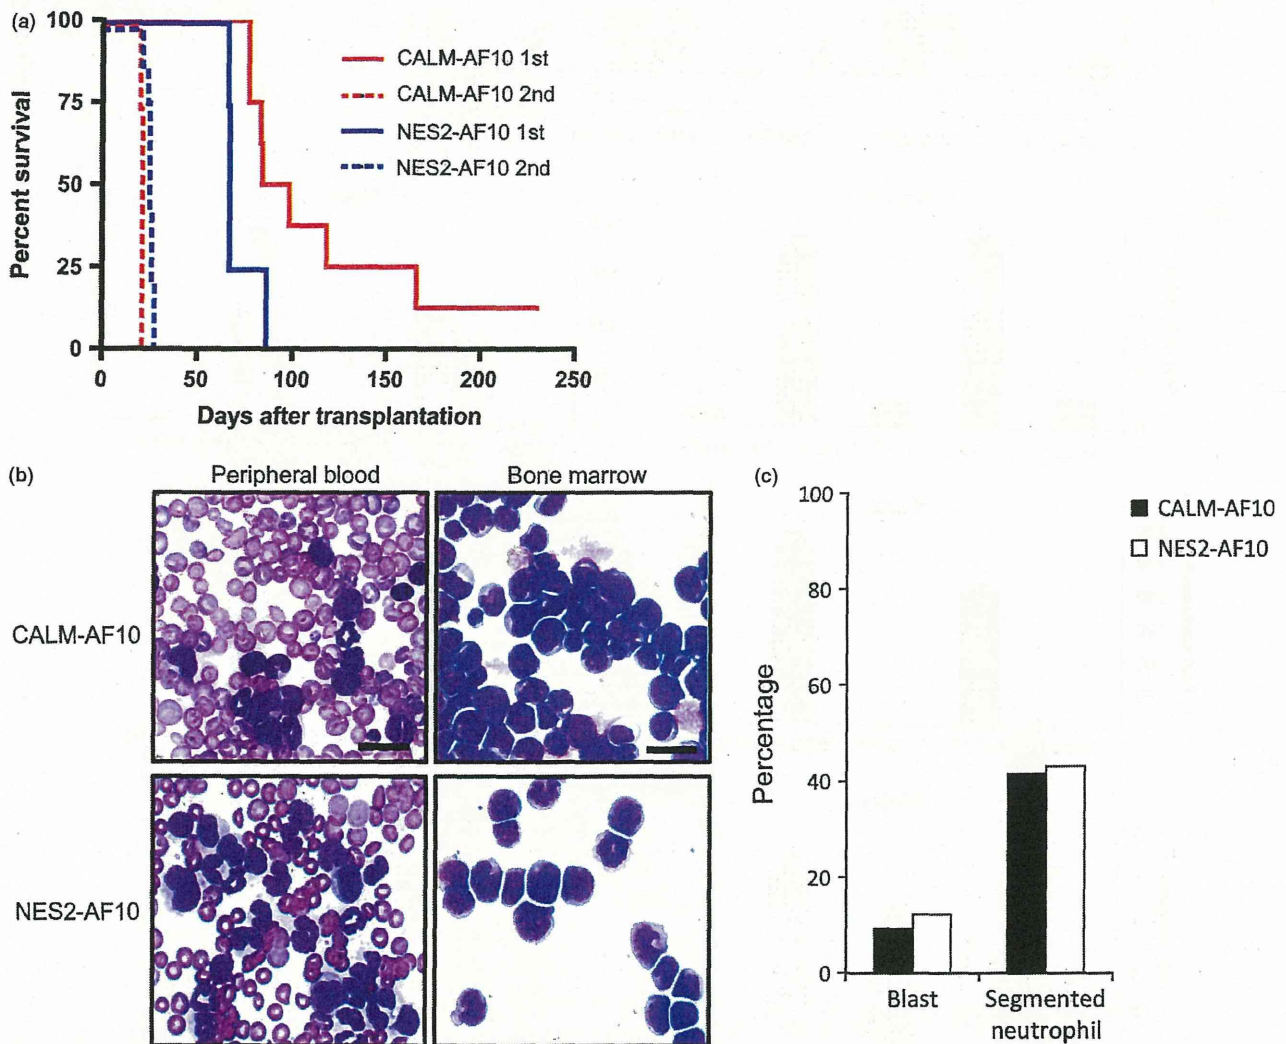 (a)
100
75
50
25
0
Percent survival
0 50 100 150 200 250
Days after transplantation
CALM-AF10 1st
CALM-AF10 2nd
NES2-AF10 1st
NES2-AF10 2nd
(b)
Peripheral blood
Bone marrow
CALM-AF10
NES2-AF10
(c)
100
80
60
40
20
0
Percentage
Blast
Segmented
neutrophil
CALM-AF10
NES2-AF10